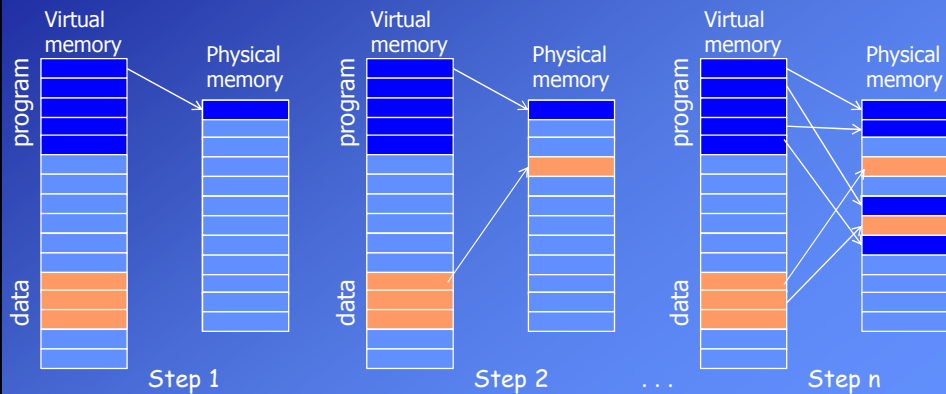 Virtual
memory
Physical
memory
program
data
Step 1
Virtual
memory
Physical
memory
program
data
Step 2
. . .
Virtual
memory
Physical
memory
program
data
Step n